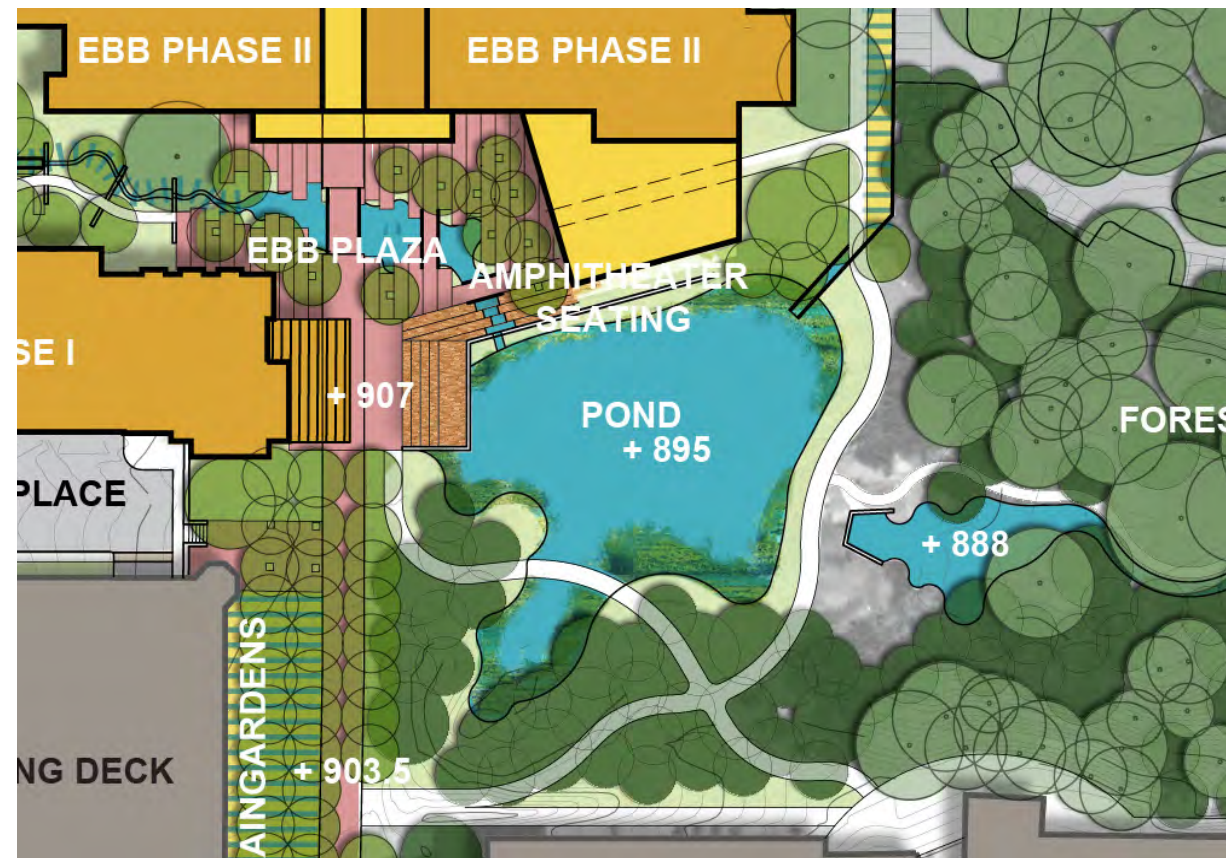 EBB PHASE II
EBB PHASE II
EBB PLAZA
AMPHITHEATER
SEATING
SE I
+ 907
POND
+ 895
FORES
PLACE
+ 888
AINGARDENS
NG DECK
+ 903.5